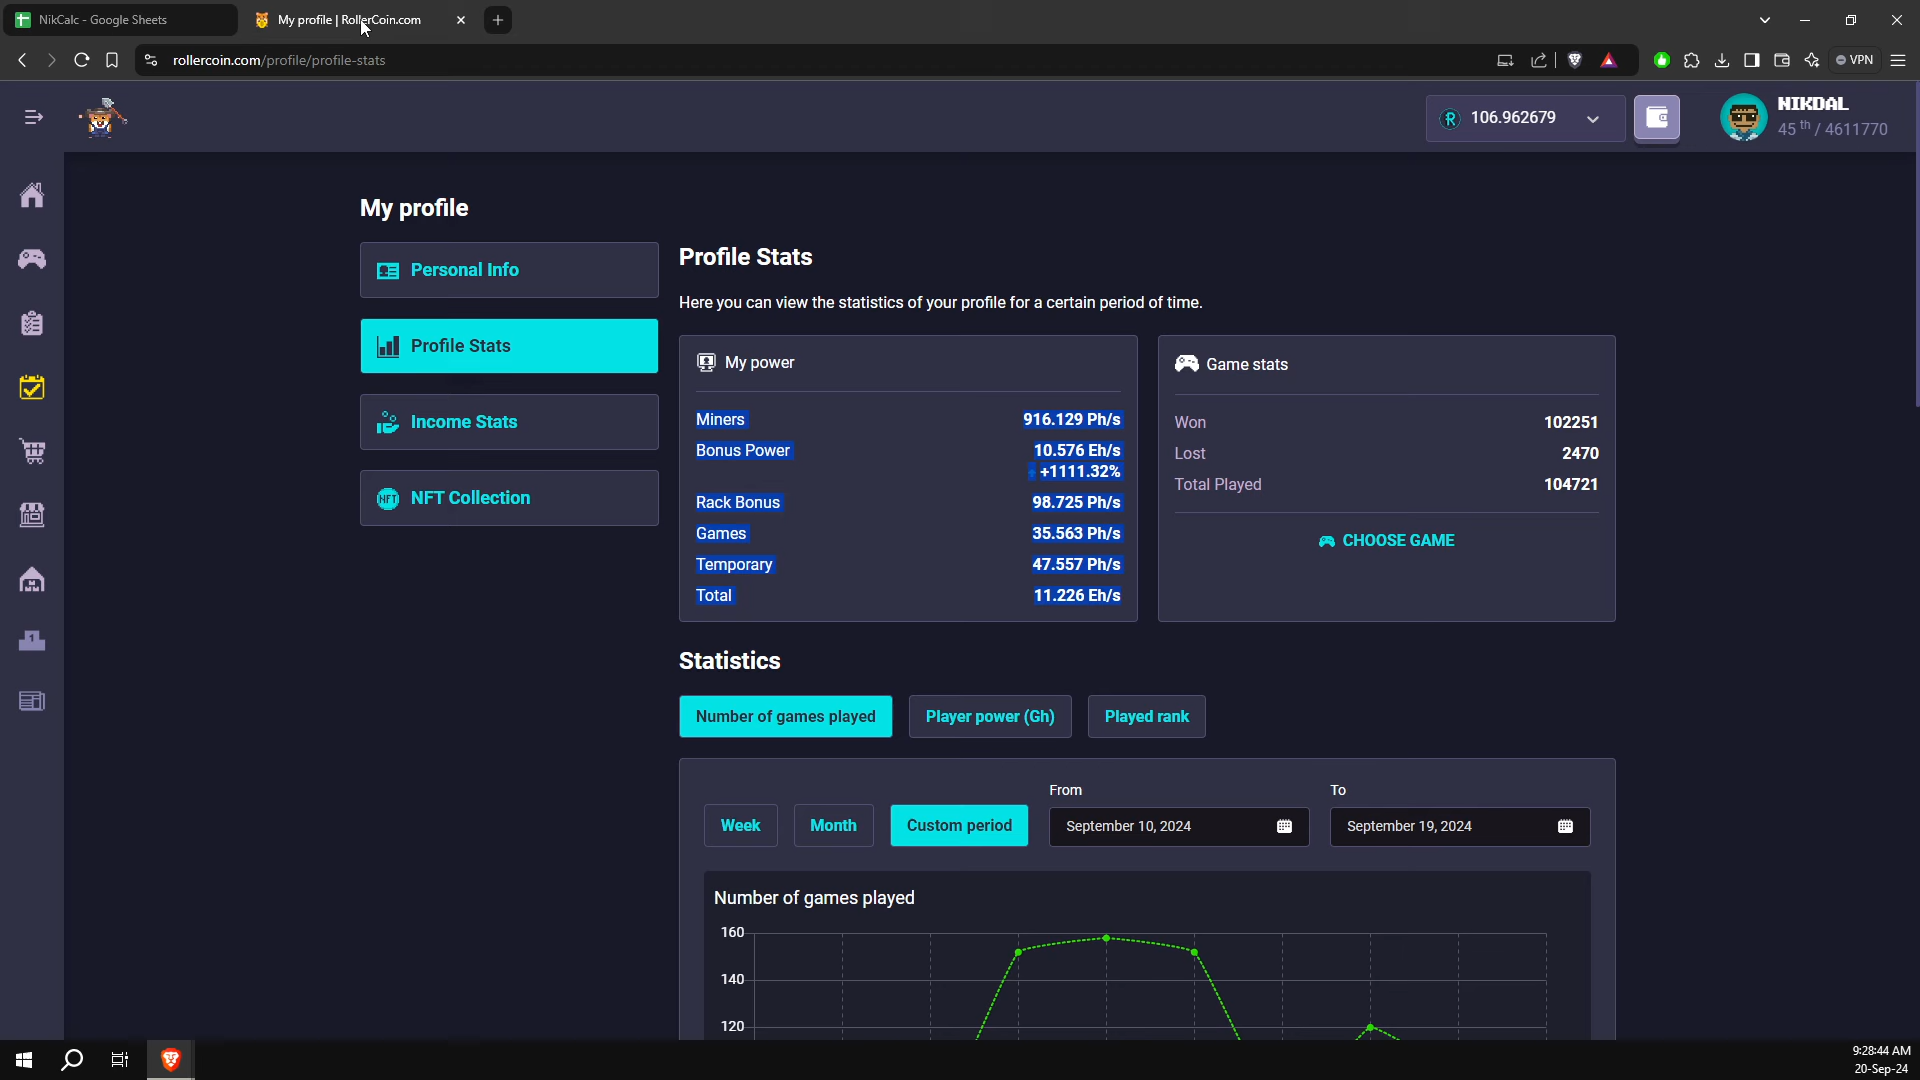 NikCalc - Google Sheets
My profile | RollerCoin.com
rollercoin.com/profile/profile-stats
VPN
106.962679
NIKDAL
45 th / 4611770
My profile
Personal Info
Profile Stats
Income Stats
NFT Collection
Profile Stats
Here you can view the statistics of your profile for a certain period of time.
My power
Miners 916.129 Ph/s
Bonus Power 10.576 Eh/s
+1111.32%
Rack Bonus 98.725 Ph/s
Games 35.563 Ph/s
Temporary 47.557 Ph/s
Total 11.226 Eh/s
Game stats
Won 102251
Lost 2470
Total Played 104721
CHOOSE GAME
Statistics
Number of games played Player power (Gh) Played rank
From To
Week Month Custom period September 10, 2024 September 19, 2024
Number of games played
160
140
120
9:28:44 AM
20-Sep-24